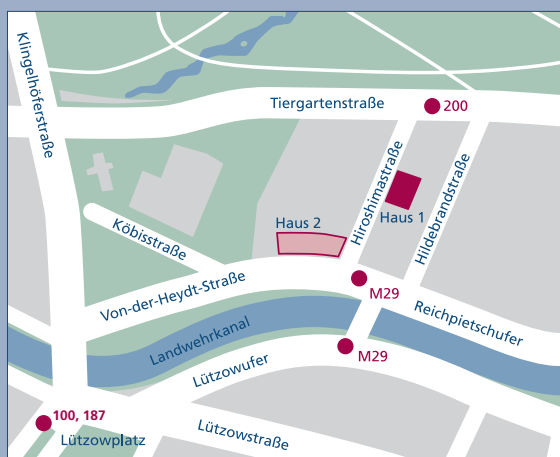 Klingelhöferstraße
Tiergartenstraße
200
Hiroshimastraße
Haus 1
Hildebrandstraße
Haus 2
Köbisstraße
Von-der-Heydt-Straße
M29
Reichpietschufer
Landwehrkanal
M29
Lützowufer
100, 187
Lützowplatz
Lützowstraße